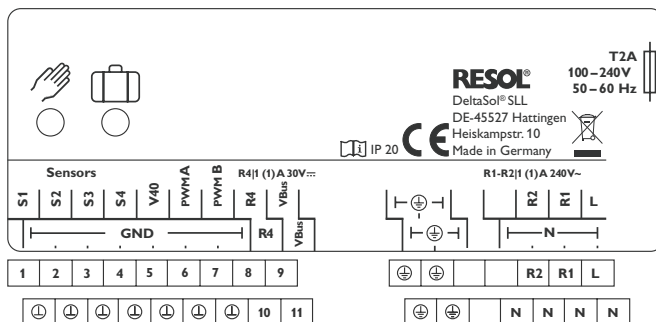 T2A
100–240V
50–60 Hz
RESOL®
DeltaSol® SLL
DE-45527 Hattingen
Heiskampstr. 10
Made in Germany
IP 20 CE
Sensors
R4|1 (1) A 30V⎓
R1-R2|1 (1) A 240V~
S1 S2 S3 S4 V40 PWM A PWM B R4 VBus R2 R1 L
GND R4 VBus N
1 2 3 4 5 6 7 8 9 R2 R1 L
10 11 N N N N